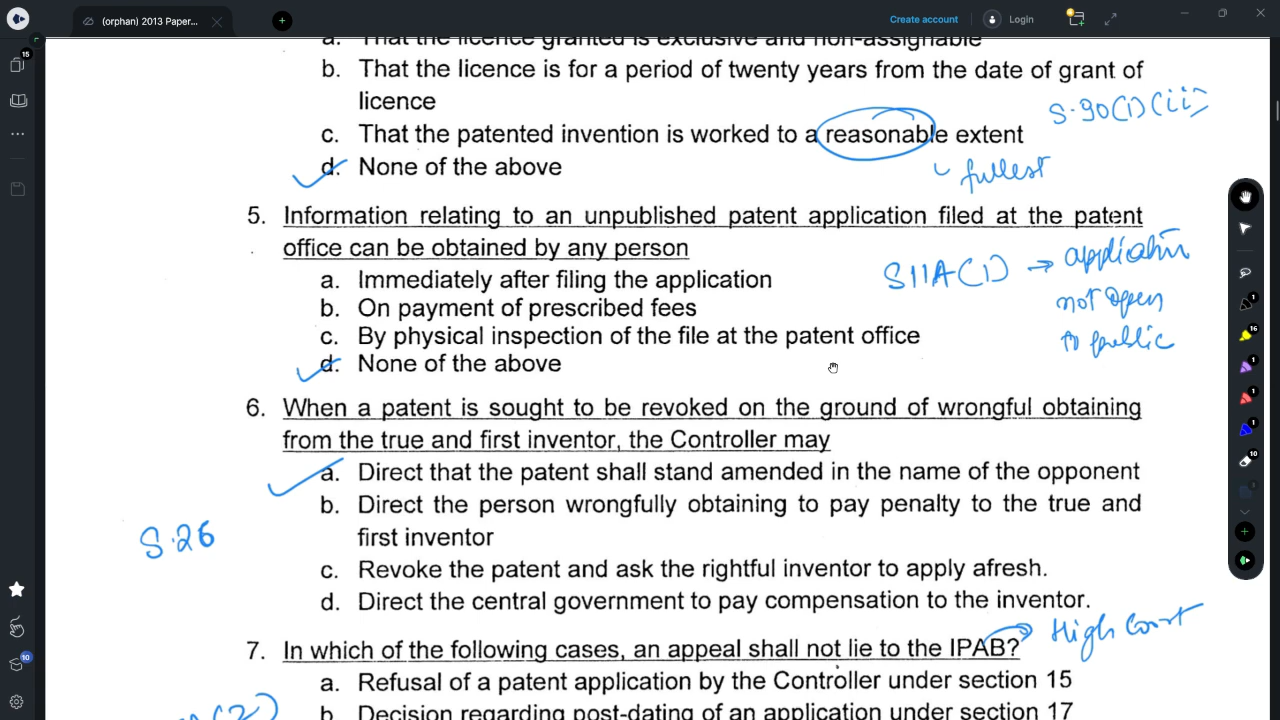 (orphan) 2013 Paper...
Create account
Login
15
a. That the licence granted is exclusive and non-assignable
b. That the licence is for a period of twenty years from the date of grant of
licence
S.90(1)(iii)
c. That the patented invention is worked to a reasonable extent
fullest
d. None of the above
5. Information relating to an unpublished patent application filed at the patent
office can be obtained by any person
S11A(1) → application
not open
to public
a. Immediately after filing the application
b. On payment of prescribed fees
c. By physical inspection of the file at the patent office
d. None of the above
6. When a patent is sought to be revoked on the ground of wrongful obtaining
from the true and first inventor, the Controller may
a. Direct that the patent shall stand amended in the name of the opponent
b. Direct the person wrongfully obtaining to pay penalty to the true and
first inventor
S.26
c. Revoke the patent and ask the rightful inventor to apply afresh.
d. Direct the central government to pay compensation to the inventor.
High Court
7. In which of the following cases, an appeal shall not lie to the IPAB?
a. Refusal of a patent application by the Controller under section 15
b. Decision regarding post-dating of an application under section 17
(2)
10
1
16
1
1
1
10